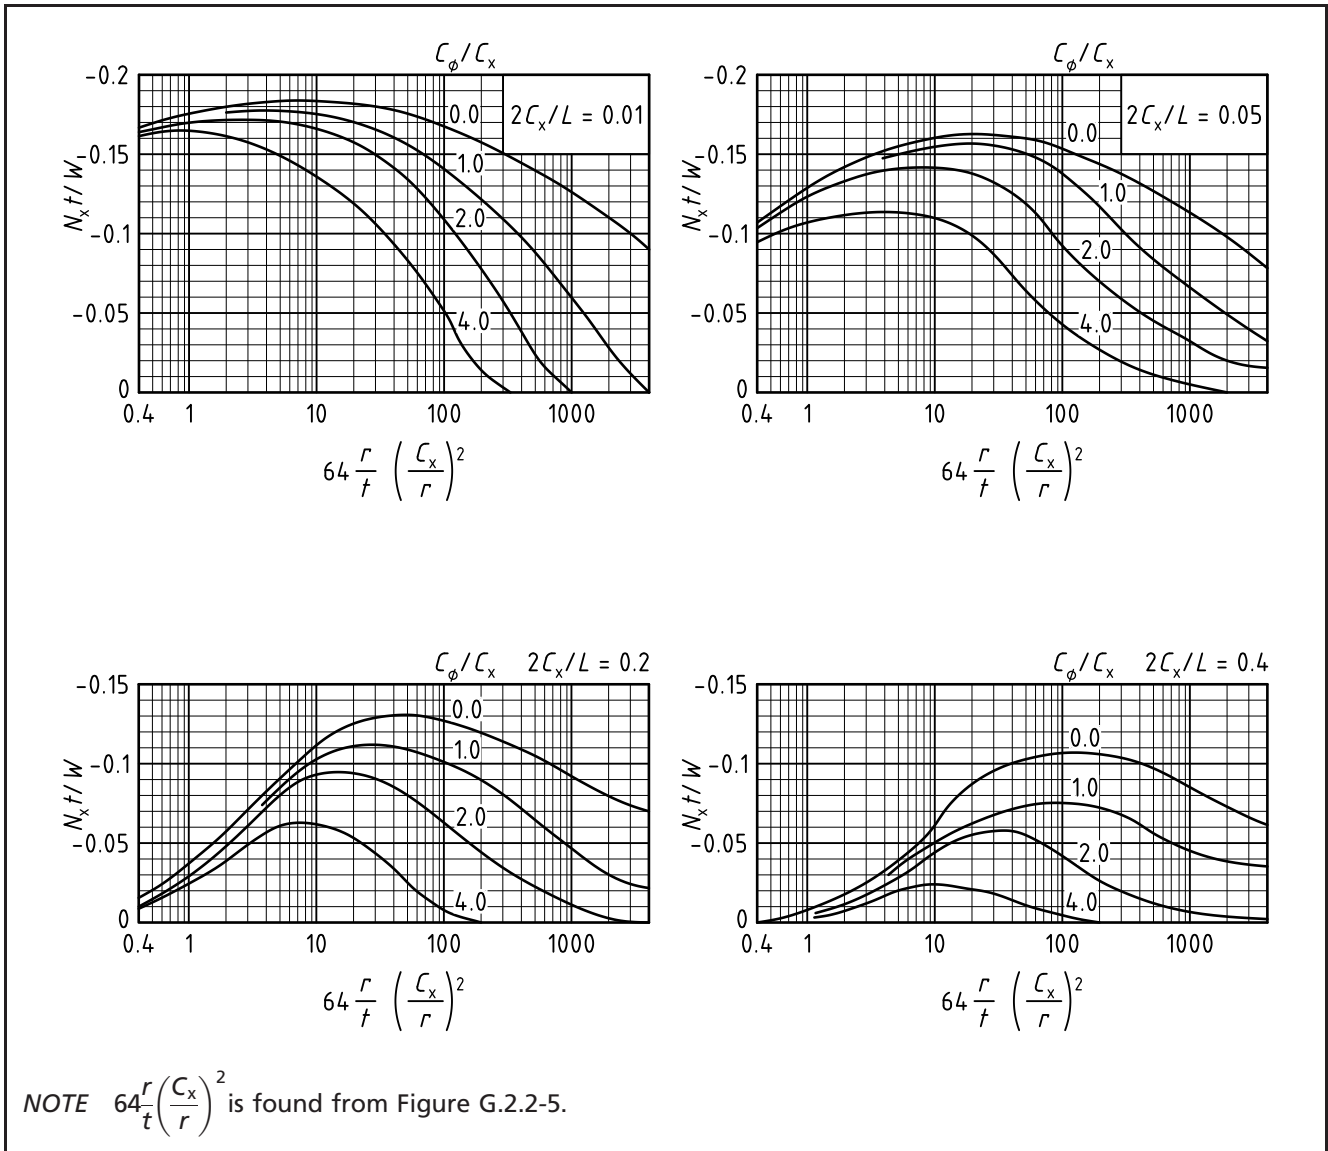 C_φ/C_x
2C_x/L = 0.01
−0.2
−0.15
−0.1
−0.05
0
N_x t/W
0.0
1.0
2.0
4.0
0.4 1 10 100 1000
64 r/t (C_x/r)²
C_φ/C_x
2C_x/L = 0.05
−0.2
−0.15
−0.1
−0.05
0
N_x t/W
0.0
1.0
2.0
4.0
0.4 1 10 100 1000
64 r/t (C_x/r)²
C_φ/C_x 2C_x/L = 0.2
−0.15
−0.1
−0.05
0
N_x t/W
0.0
1.0
2.0
4.0
0.4 1 10 100 1000
64 r/t (C_x/r)²
C_φ/C_x 2C_x/L = 0.4
−0.15
−0.1
−0.05
0
N_x t/W
0.0
1.0
2.0
4.0
0.4 1 10 100 1000
64 r/t (C_x/r)²
NOTE 64 r/t (C_x/r)² is found from Figure G.2.2-5.